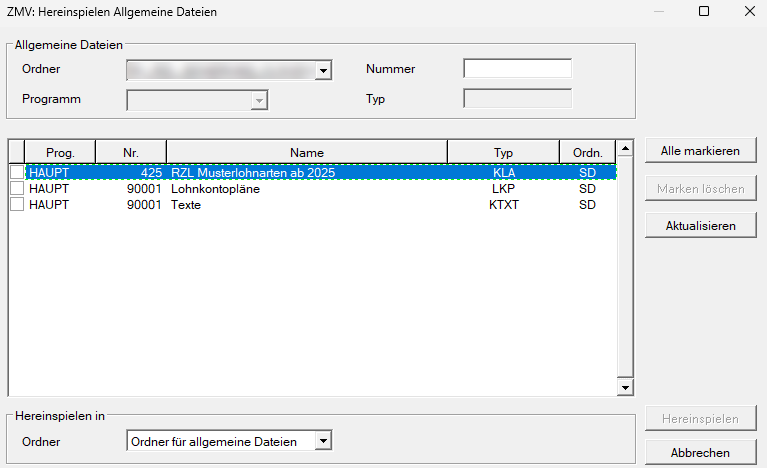 ZMV: Hereinspielen Allgemeine Dateien
Allgemeine Dateien
Ordner Nummer
Programm Typ
Prog. Nr. Name Typ Ordn.
HAUPT 425 RZL Musterlohnarten ab 2025 KLA SD
HAUPT 90001 Lohnkontopläne LKP SD
HAUPT 90001 Texte KTXT SD
Alle markieren
Marken löschen
Aktualisieren
Hereinspielen in
Ordner Ordner für allgemeine Dateien
Hereinspielen
Abbrechen